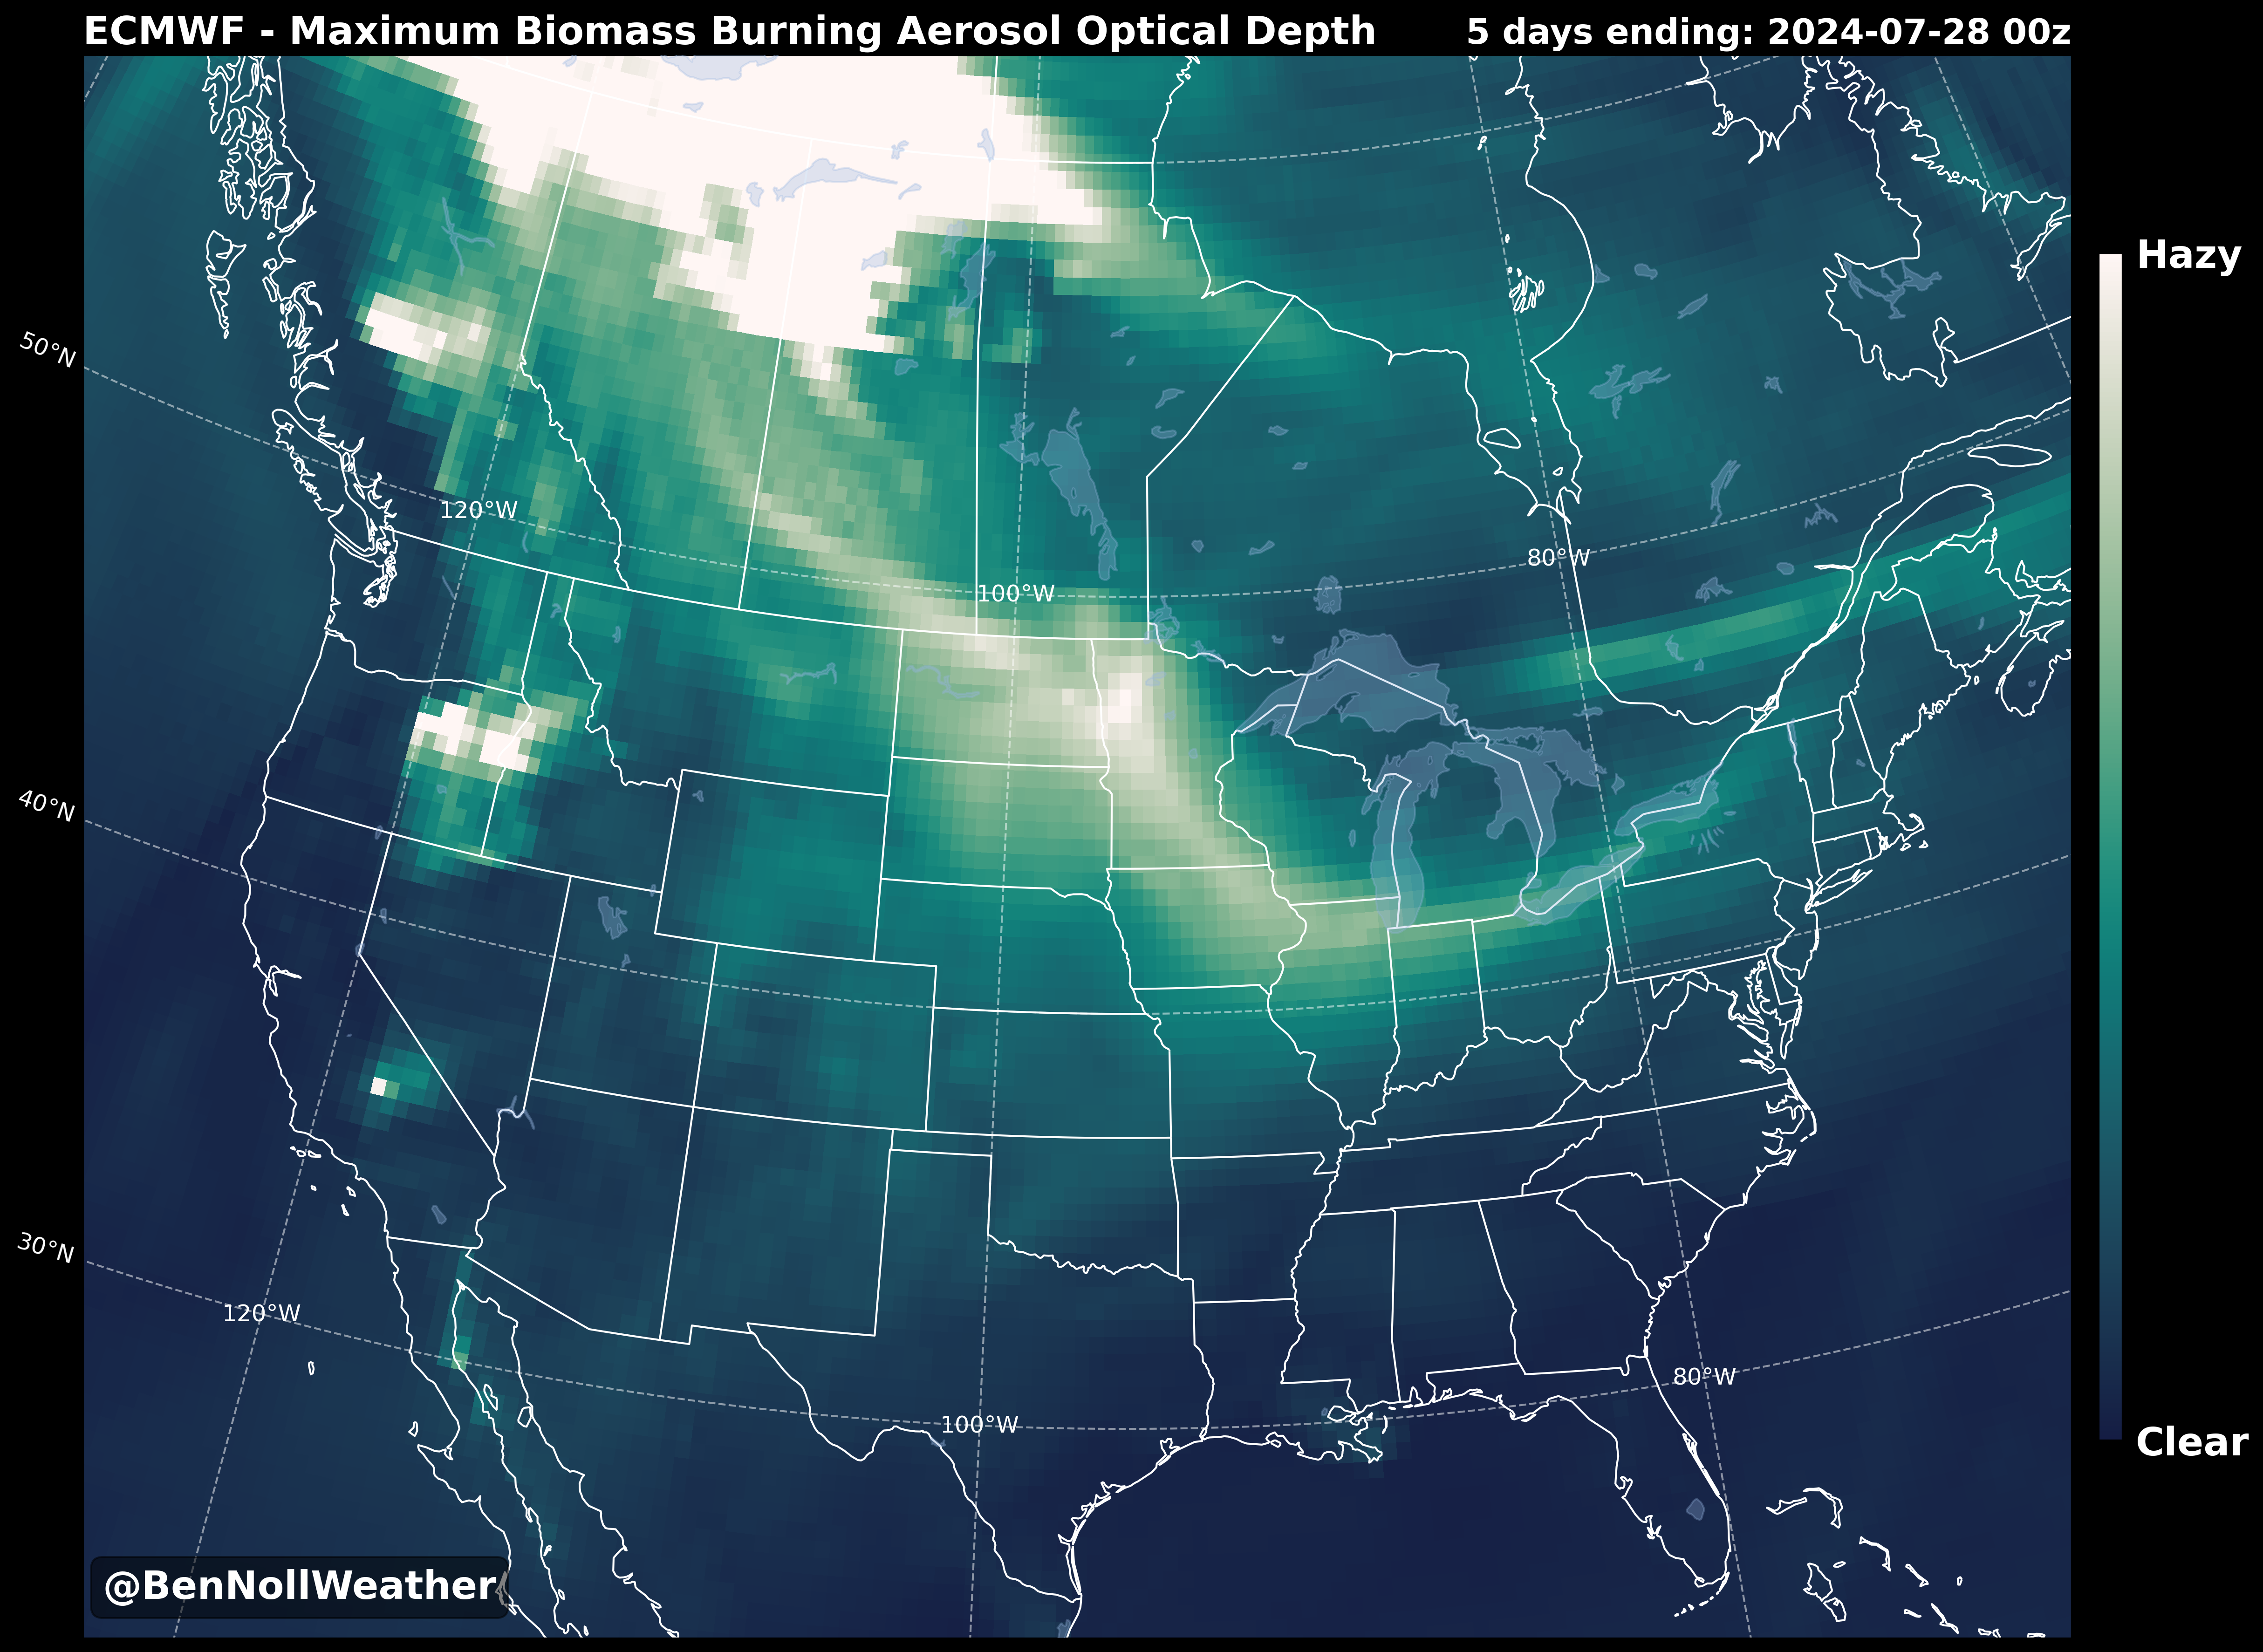 ECMWF - Maximum Biomass Burning Aerosol Optical Depth 5 days ending: 2024-07-28 00z
Hazy
50°N
120°W
80°W
100°W
40°N
30°N
120°W
80°W
100°W
Clear
@BenNollWeather